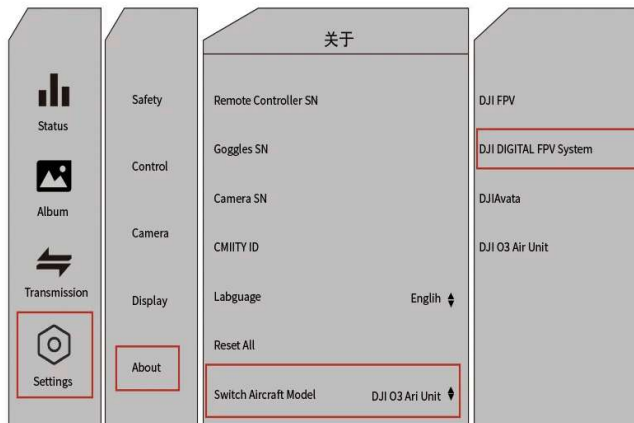 Status
Album
Transmission
Settings
Safety
Control
Camera
Display
About
关于
Remote Controller SN
Goggles SN
Camera SN
CMIITY ID
Labguage Englih
Reset All
Switch Aircraft Model DJI O3 Ari Unit
DJI FPV
DJI DIGITAL FPV System
DJIAvata
DJI O3 Air Unit